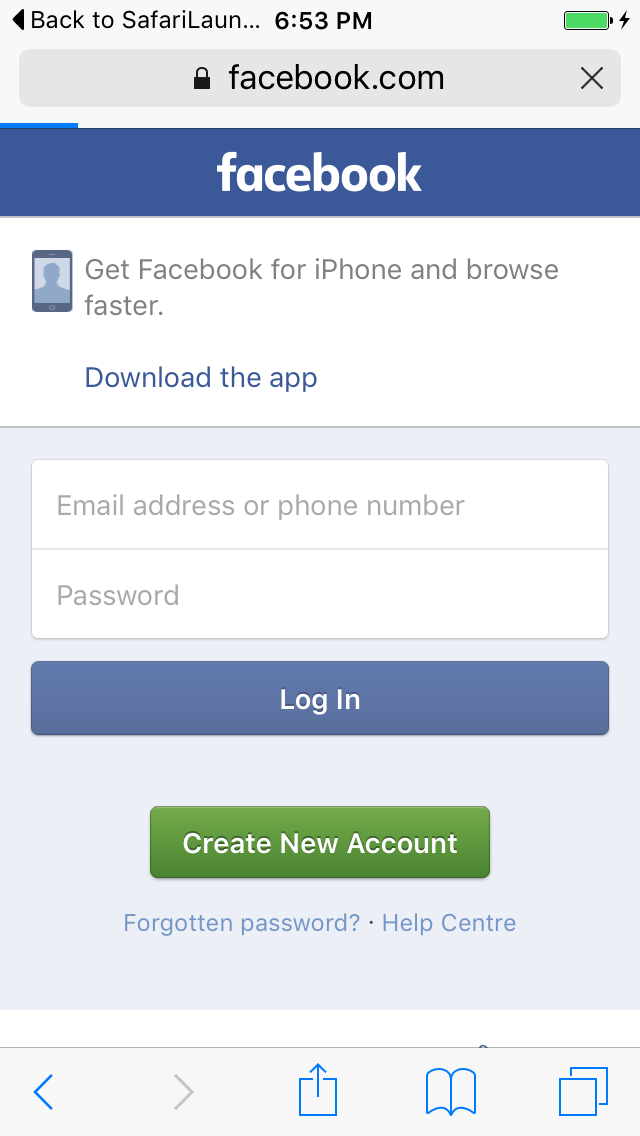 Back to SafariLaun... 6:53 PM
facebook.com
facebook
Get Facebook for iPhone and browse
faster.
Download the app
Email address or phone number
Password
Log In
Create New Account
Forgotten password? · Help Centre